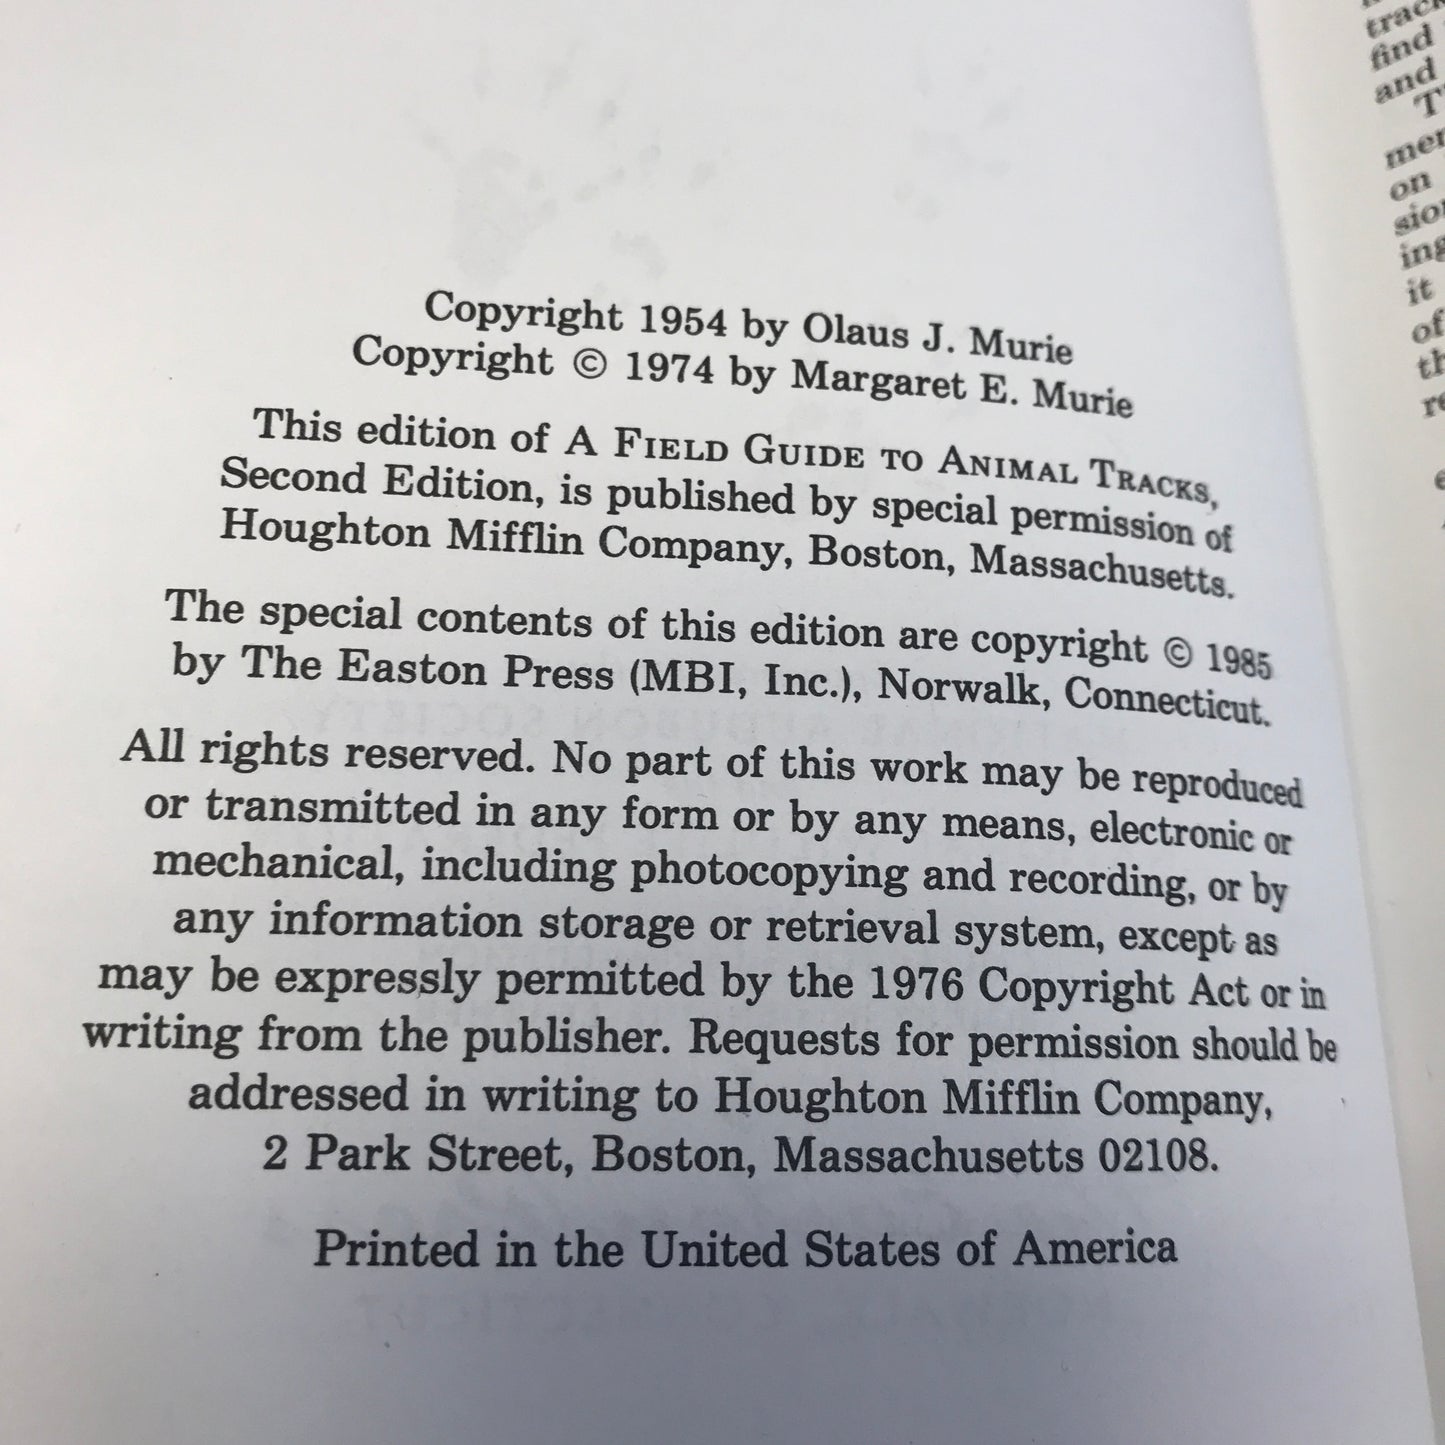 Copyright 1954 by Olaus J. Murie
Copyright © 1974 by Margaret E. Murie
This edition of A FIELD GUIDE TO ANIMAL TRACKS,
Second Edition, is published by special permission of
Houghton Mifflin Company, Boston, Massachusetts.
The special contents of this edition are copyright © 1985
by The Easton Press (MBI, Inc.), Norwalk, Connecticut.
All rights reserved. No part of this work may be reproduced
or transmitted in any form or by any means, electronic or
mechanical, including photocopying and recording, or by
any information storage or retrieval system, except as
may be expressly permitted by the 1976 Copyright Act or in
writing from the publisher. Requests for permission should be
addressed in writing to Houghton Mifflin Company,
2 Park Street, Boston, Massachusetts 02108.
Printed in the United States of America
find
and
on
it
of